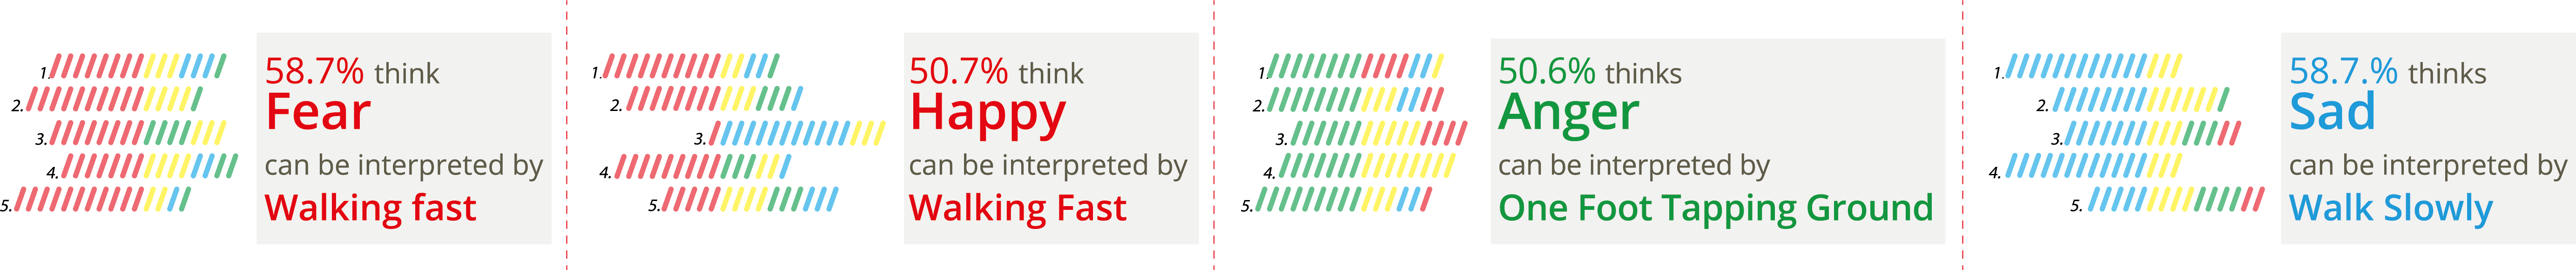 1.
2.
3.
4.
5.
58.7% think
Fear
can be interpreted by
Walking fast
1.
2.
3.
4.
5.
50.7% think
Happy
can be interpreted by
Walking Fast
1.
2.
3.
4.
5.
50.6% thinks
Anger
can be interpreted by
One Foot Tapping Ground
1.
2.
3.
4.
5.
58.7.% thinks
Sad
can be interpreted by
Walk Slowly